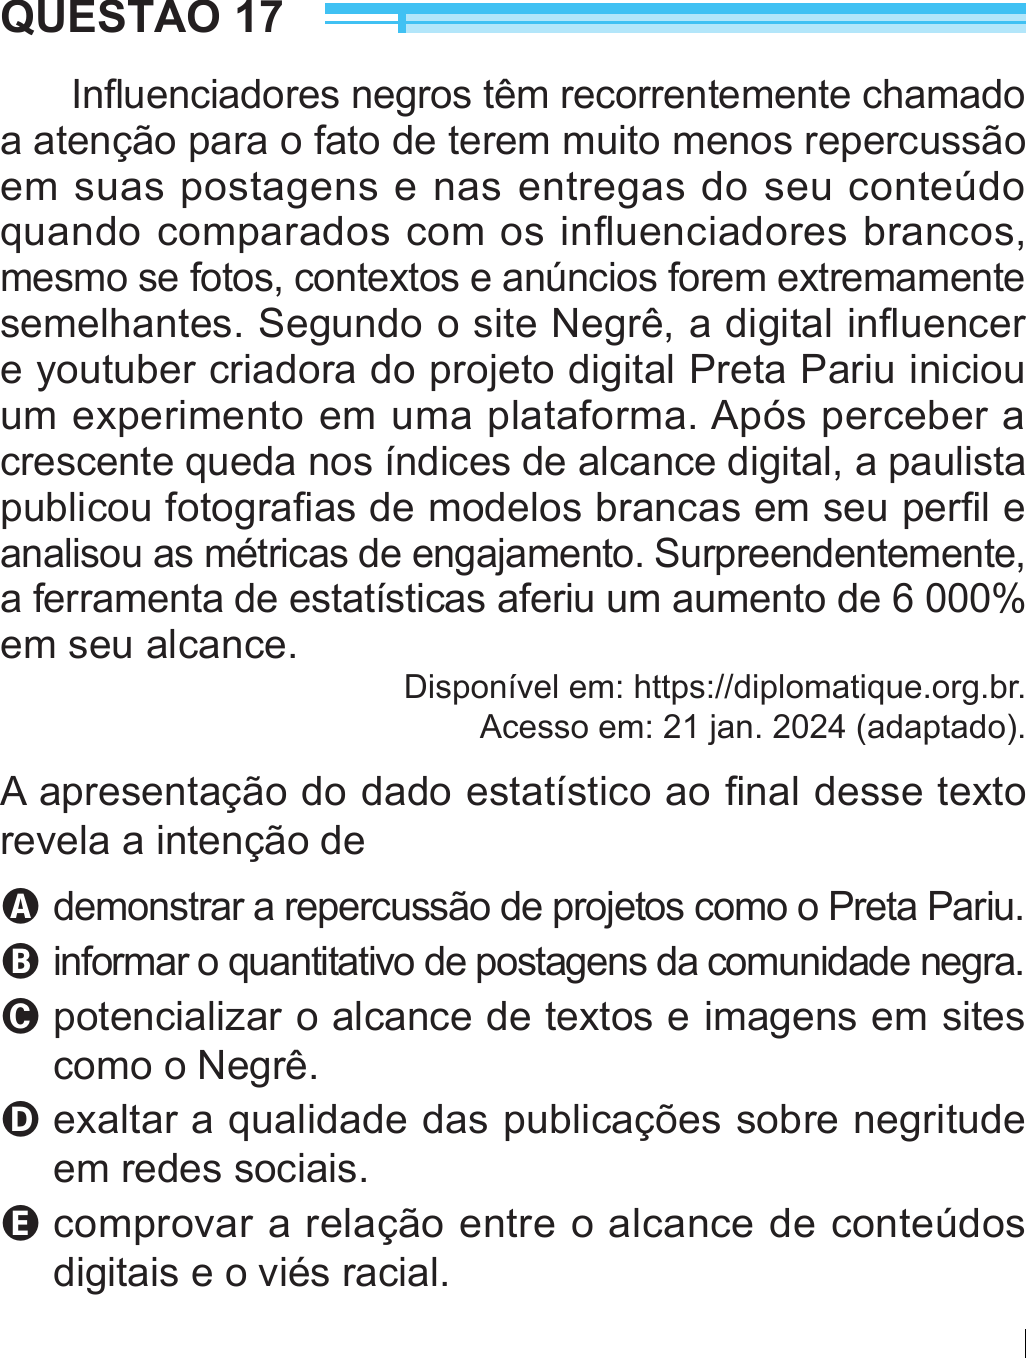 QUESTÃO 17
Influenciadores negros têm recorrentemente chamado
a atenção para o fato de terem muito menos repercussão
em suas postagens e nas entregas do seu conteúdo
quando comparados com os influenciadores brancos,
mesmo se fotos, contextos e anúncios forem extremamente
semelhantes. Segundo o site Negrê, a digital influencer
e youtuber criadora do projeto digital Preta Pariu iniciou
um experimento em uma plataforma. Após perceber a
crescente queda nos índices de alcance digital, a paulista
publicou fotografias de modelos brancas em seu perfil e
analisou as métricas de engajamento. Surpreendentemente,
a ferramenta de estatísticas aferiu um aumento de 6 000%
em seu alcance.
Disponível em: https://diplomatique.org.br.
Acesso em: 21 jan. 2024 (adaptado).
A apresentação do dado estatístico ao final desse texto
revela a intenção de
A demonstrar a repercussão de projetos como o Preta Pariu.
B informar o quantitativo de postagens da comunidade negra.
C potencializar o alcance de textos e imagens em sites
como o Negrê.
D exaltar a qualidade das publicações sobre negritude
em redes sociais.
E comprovar a relação entre o alcance de conteúdos
digitais e o viés racial.